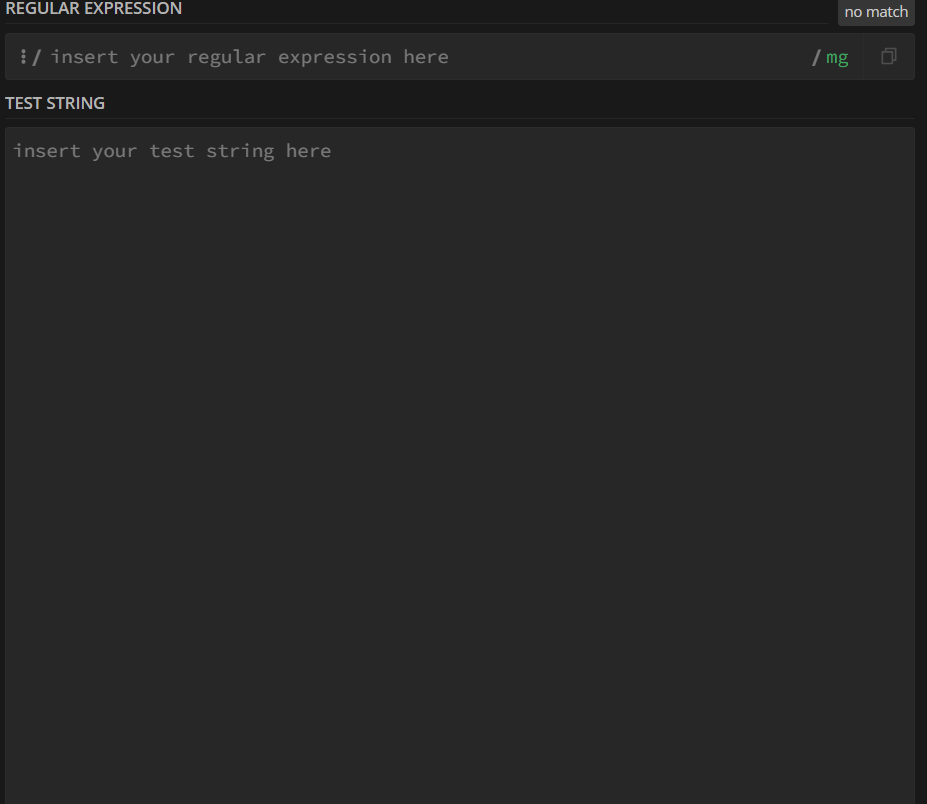 REGULAR EXPRESSION
no match
/ insert your regular expression here / mg
TEST STRING
insert your test string here